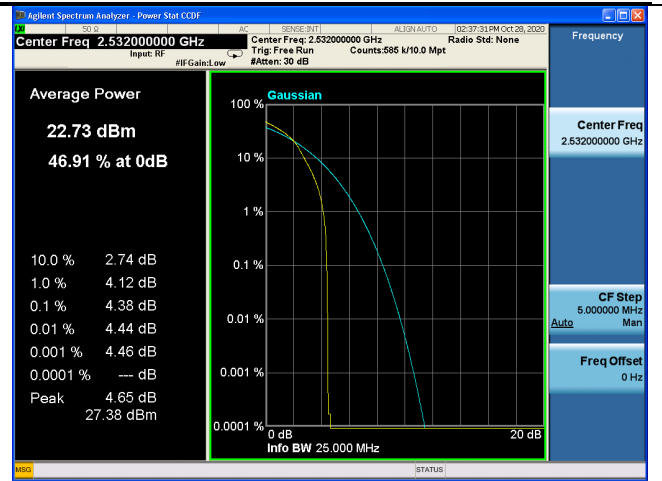 Agilent Spectrum Analyzer - Power Stat CCDF
50 Ω AC SENSE:INT ALIGN AUTO 02:37:31 PM Oct 28, 2020
Center Freq 2.532000000 GHz
Input: RF
#IFGain:Low
Center Freq: 2.532000000 GHz Radio Std: None
Trig: Free Run Counts:585 k/10.0 Mpt
#Atten: 30 dB
Frequency
Average Power
22.73 dBm
46.91 % at 0dB
10.0 % 2.74 dB
1.0 % 4.12 dB
0.1 % 4.38 dB
0.01 % 4.44 dB
0.001 % 4.46 dB
0.0001 % --- dB
Peak 4.65 dB
27.38 dBm
Gaussian
100 %
10 %
1 %
0.1 %
0.01 %
0.001 %
0.0001 %
0 dB 20 dB
Info BW 25.000 MHz
Center Freq
2.532000000 GHz
CF Step
5.000000 MHz
Auto Man
Freq Offset
0 Hz
MSG STATUS